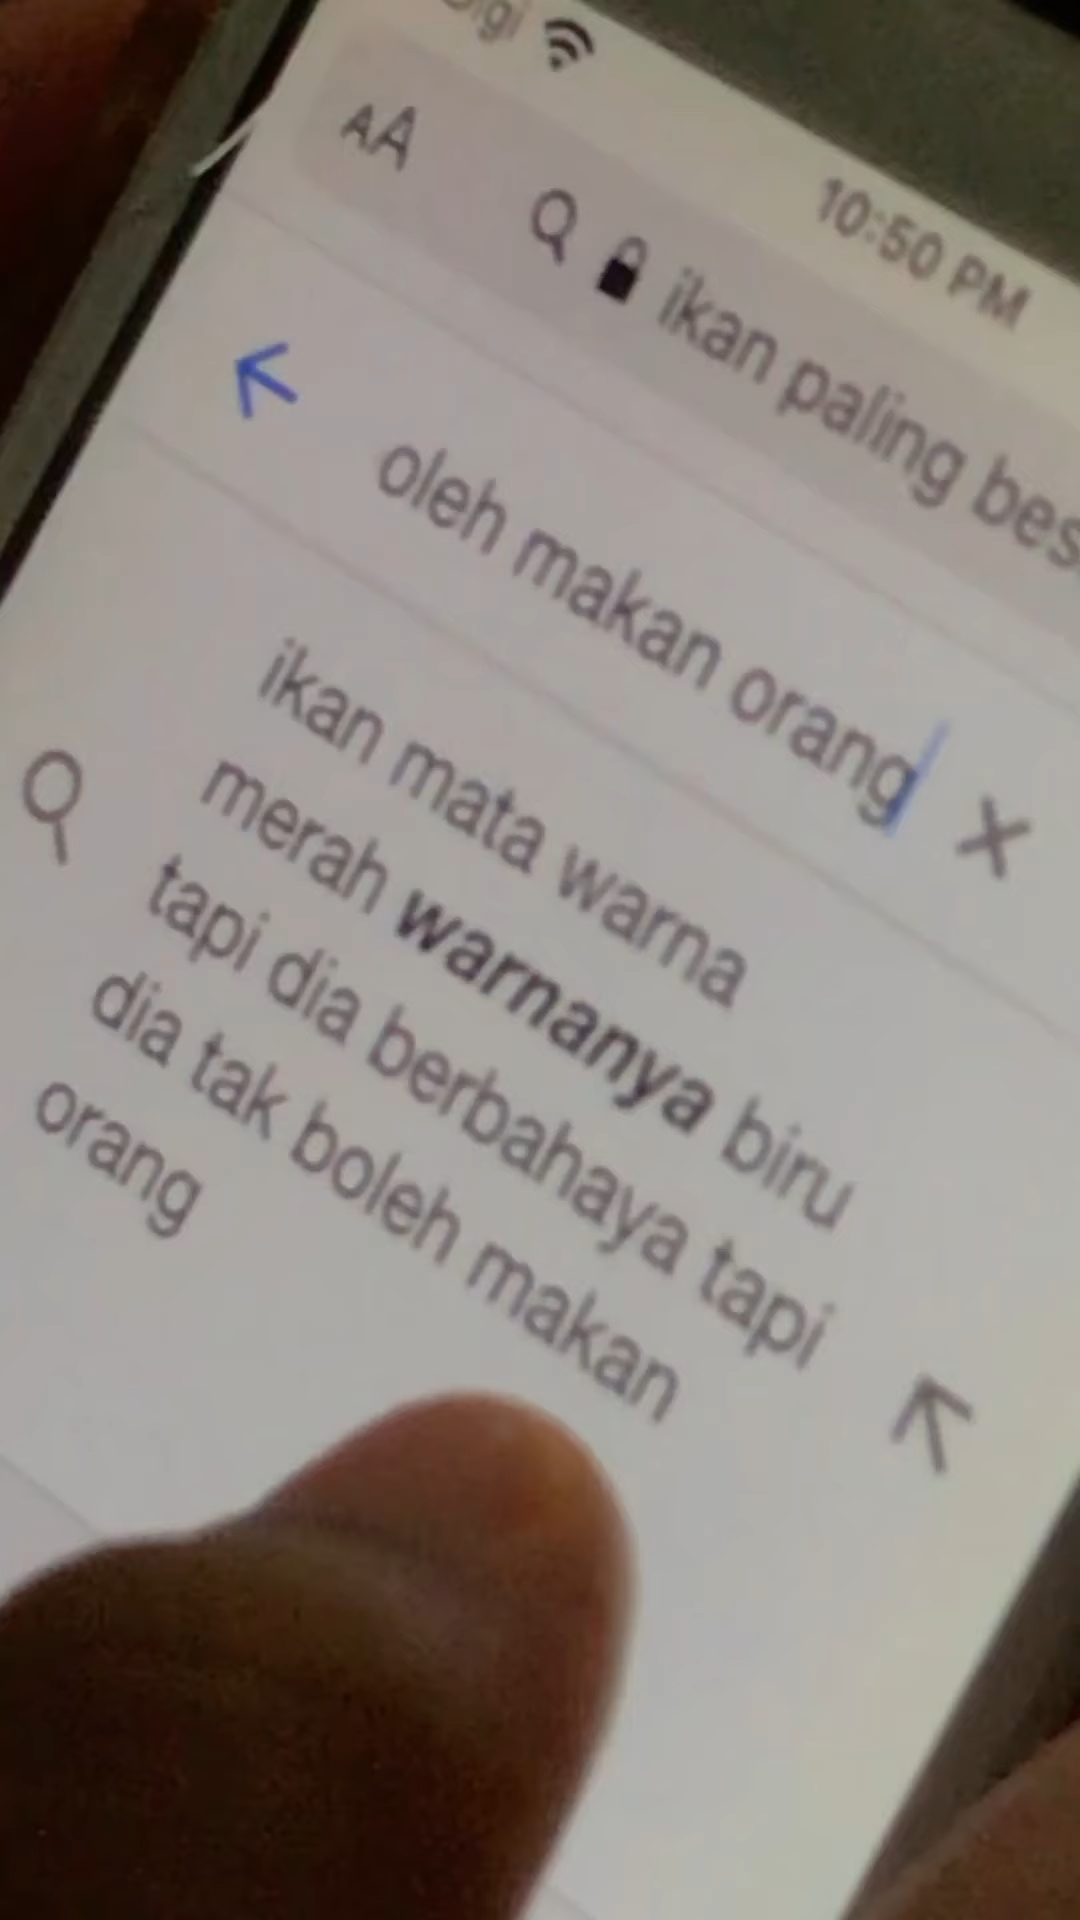 10:50 PM
AA
ikan paling bes
oleh makan orang
ikan mata warna
merah warnanya biru
tapi dia berbahaya tapi
dia tak boleh makan
orang